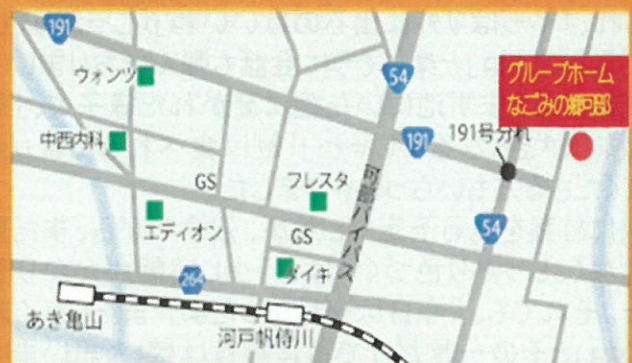 191
ウォンツ
54
グループホーム
なごみの郷可部
中西内科
191
191号分れ
GS
フレスタ
可部バイパス
エディオン
GS
54
264
ダイキ
あき亀山
河戸帆待川